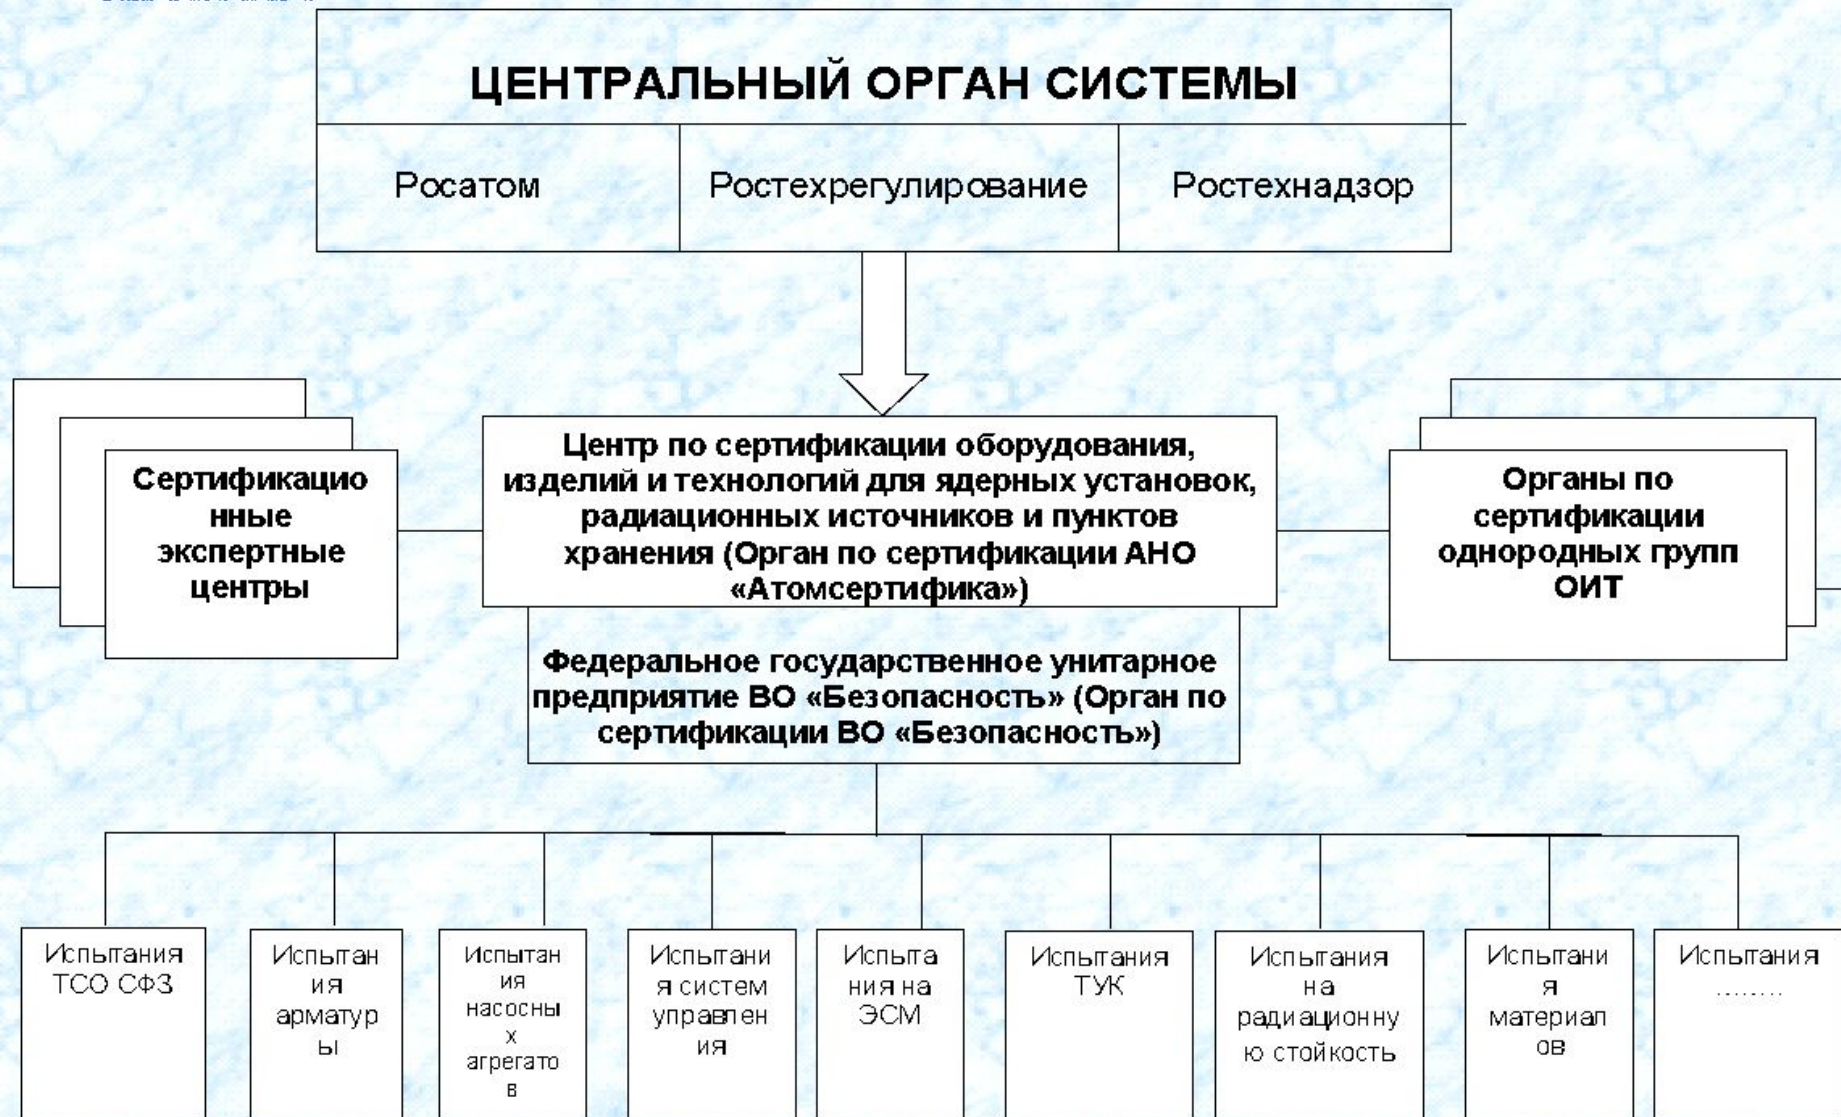 ЦЕНТРАЛЬНЫЙ ОРГАН СИСТЕМЫ
Росатом
Ростехрегулирование
Ростехнадзор
Сертификацио
нные
экспертные
центры
Центр по сертификации оборудования,
изделий и технологий для ядерных установок,
радиационных источников и пунктов
хранения (Орган по сертификации АНО
«Атомсертифика»)
Органы по
сертификации
однородных групп
ОИТ
Федеральное государственное унитарное
предприятие ВО «Безопасность» (Орган по
сертификации ВО «Безопасность»)
Испытания
ТСО СФЗ
Испытан
ия
арматур
ы
Испытан
ия
насосны
х
агрегато
в
Испытани
я систем
управлен
ия
Испыта
ния на
ЭСМ
Испытания
ТУК
Испытания
на
радиационну
ю стойкость
Испытани
я
материал
ов
Испытания
........